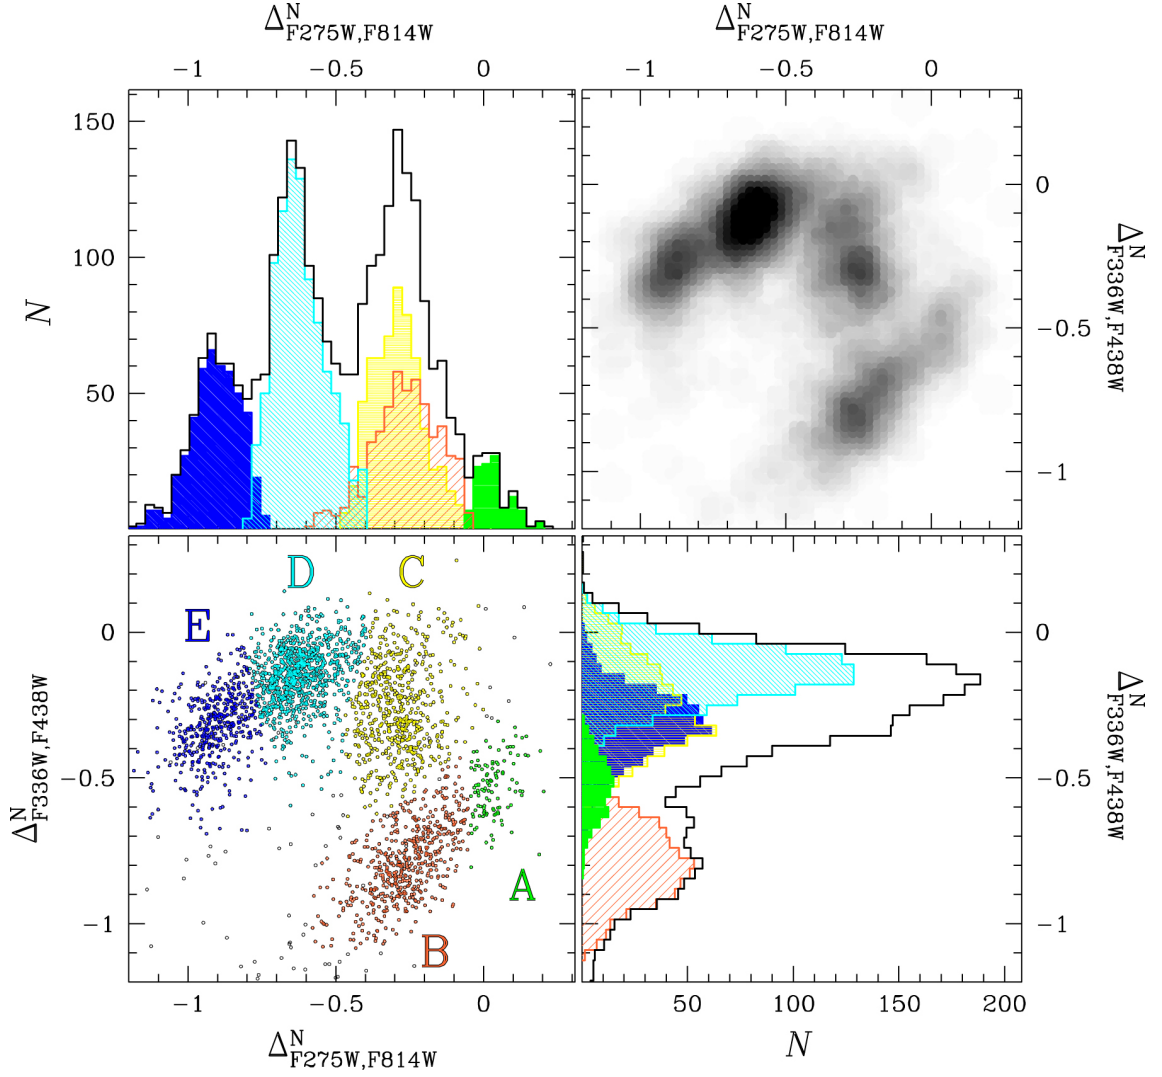 Δ^N_F275W,F814W Δ^N_F275W,F814W
−1 −0.5 0 −1 −0.5 0
150
100
50
N
0
−0.5
−1
Δ^N_F336W,F438W
D C
E
A
B
0
−0.5
−1
Δ^N_F336W,F438W
0
−0.5
−1
Δ^N_F336W,F438W
−1 −0.5 0 50 100 150 200
Δ^N_F275W,F814W N